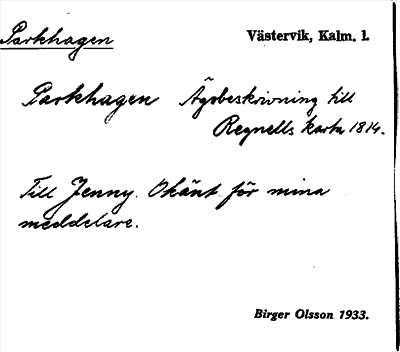 Parkhagen
Västervik, Kalm. l.
Parkhagen Ägobeskrivning till
Regnells karta 1814.
Till Jenny. Okänt för mina
meddelare.
Birger Olsson 1933.